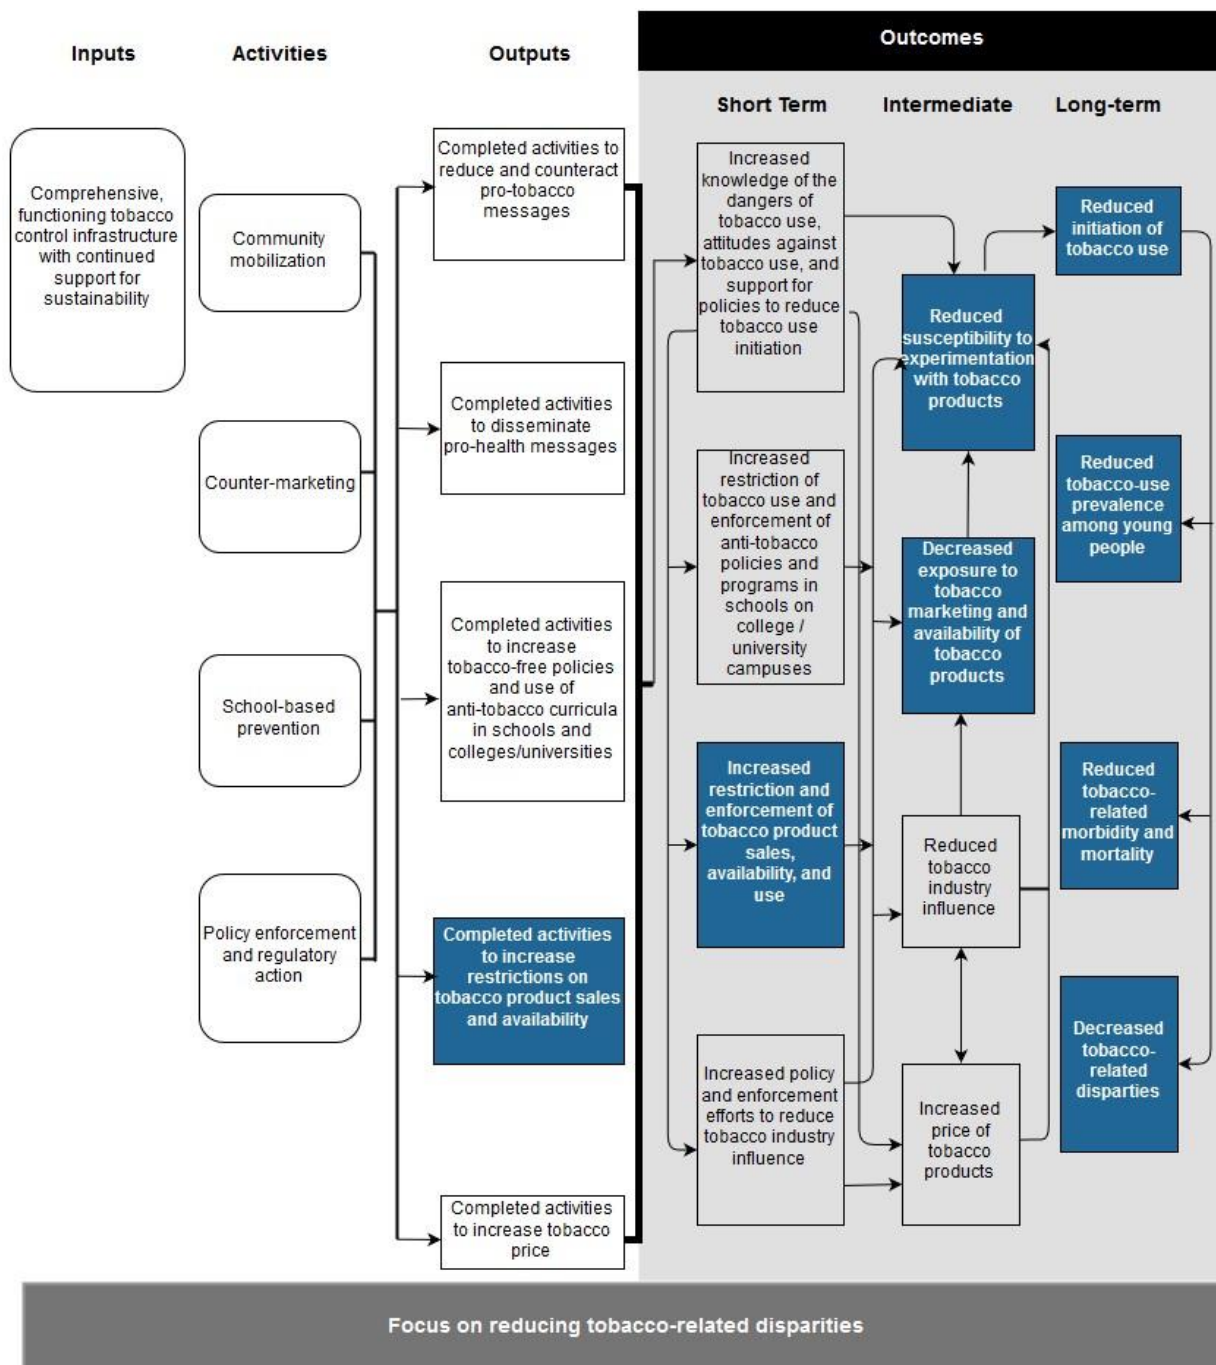 Outcomes
Inputs
Activities
Outputs
Short Term
Intermediate
Long-term
Comprehensive,
functioning tobacco
control infrastructure
with continued
support for
sustainability
Community
mobilization
Counter-marketing
School-based
prevention
Policy enforcement
and regulatory
action
Completed activities to
reduce and counteract
pro-tobacco
messages
Completed activities
to disseminate
pro-health messages
Completed activities
to increase
tobacco-free policies
and use of
anti-tobacco curricula
in schools and
colleges/universities
Completed activities
to increase
restrictions on
tobacco product sales
and availability
Completed activities
to increase tobacco
price
Increased
knowledge of the
dangers of
tobacco use,
attitudes against
tobacco use, and
support for
policies to reduce
tobacco use
initiation
Increased
restriction of
tobacco use and
enforcement of
anti-tobacco
policies and
programs in
schools on
college /
university
campuses
Increased
restriction and
enforcement of
tobacco product
sales,
availability, and
use
Increased policy
and enforcement
efforts to reduce
tobacco industry
influence
Reduced
susceptibility to
experimentation
with tobacco
products
Decreased
exposure to
tobacco
marketing and
availability of
tobacco
products
Reduced
tobacco
industry
influence
Increased
price of
tobacco
products
Reduced
initiation of
tobacco use
Reduced
tobacco-use
prevalence
among young
people
Reduced
tobacco-
related
morbidity and
mortality
Decreased
tobacco-
related
disparties
Focus on reducing tobacco-related disparities